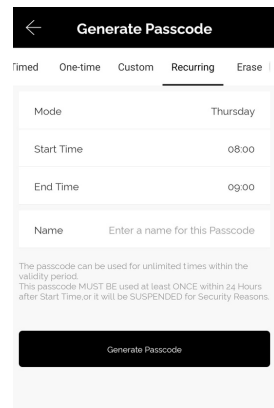 Generate Passcode
Timed One-time Custom Recurring Erase
Mode Thursday
Start Time 08:00
End Time 09:00
Name Enter a name for this Passcode
The passcode can be used for unlimited times within the
validity period.
This passcode MUST BE used at least ONCE within 24 Hours
after Start Time,or it will be SUSPENDED for Security Reasons.
Generate Passcode